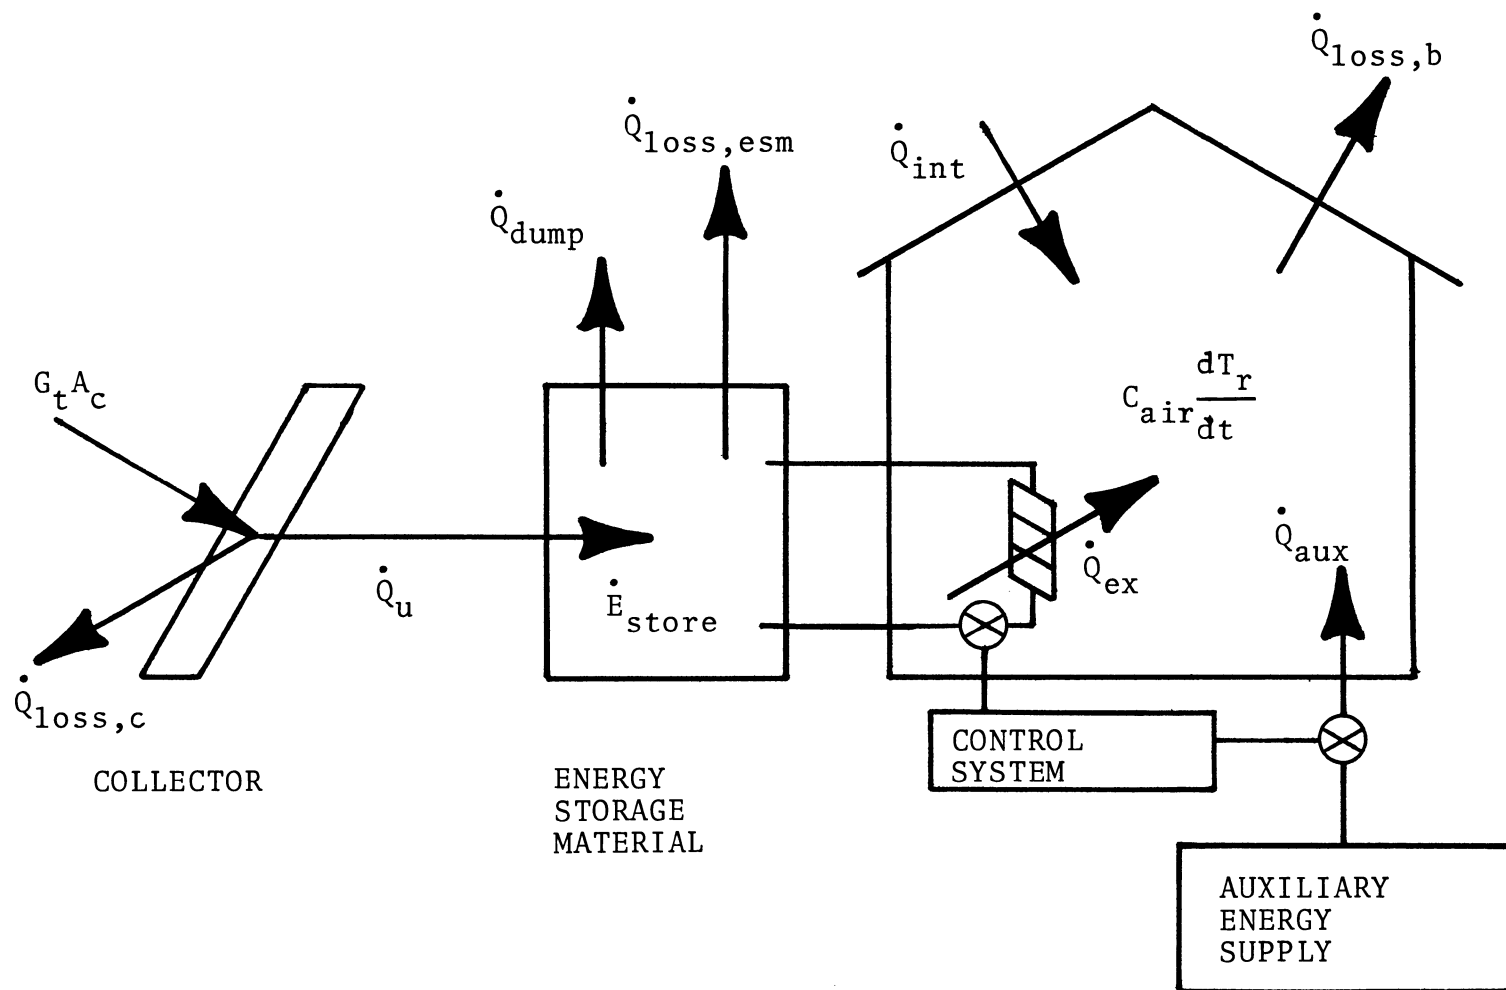 Q̇loss,b
Q̇loss,esm
Q̇int
Q̇dump
GtAc
Cair dTr/dt
Q̇aux
Q̇ex
Q̇u
Ėstore
Q̇loss,c
CONTROL
SYSTEM
COLLECTOR
ENERGY
STORAGE
MATERIAL
AUXILIARY
ENERGY
SUPPLY